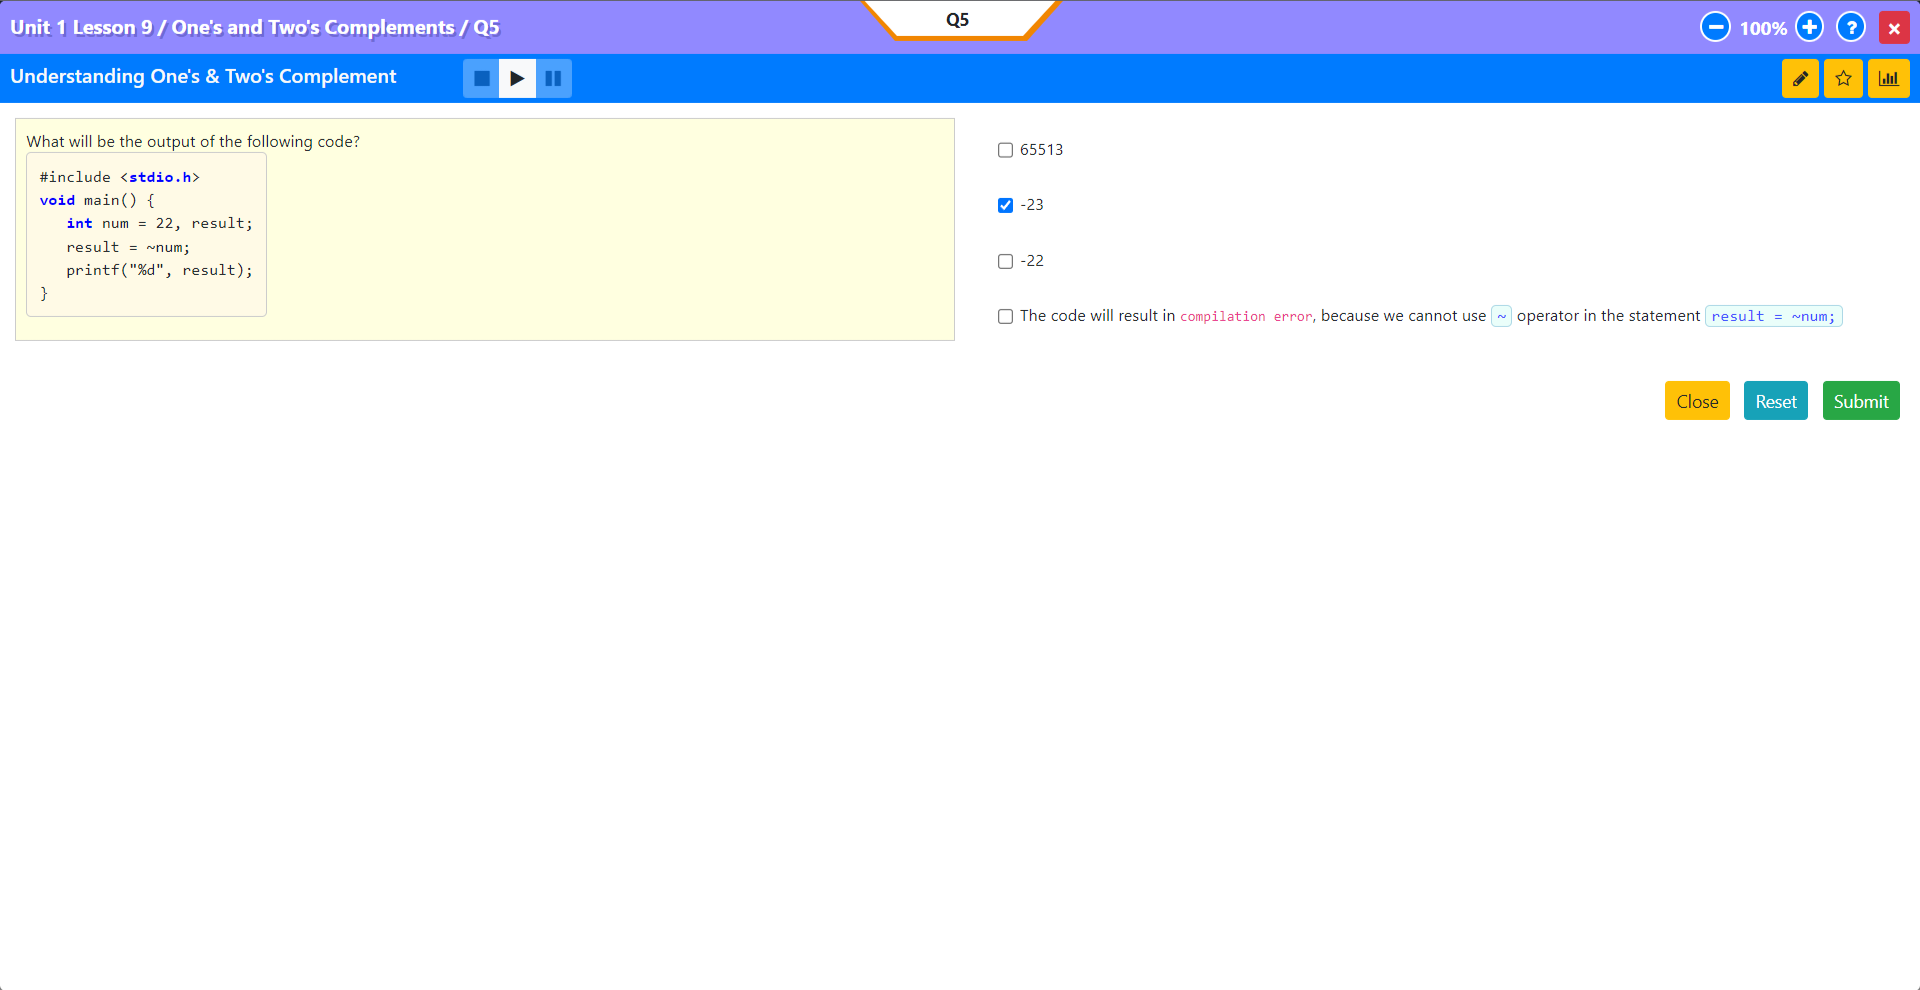 Unit 1 Lesson 9 / One's and Two's Complements / Q5
Q5
100%
?
×
Understanding One's & Two's Complement
What will be the output of the following code?
#include <stdio.h>
void main() {
   int num = 22, result;
   result = ~num;
   printf("%d", result);
}
65513
-23
-22
The code will result in compilation error, because we cannot use ~ operator in the statement result = ~num;
Close
Reset
Submit